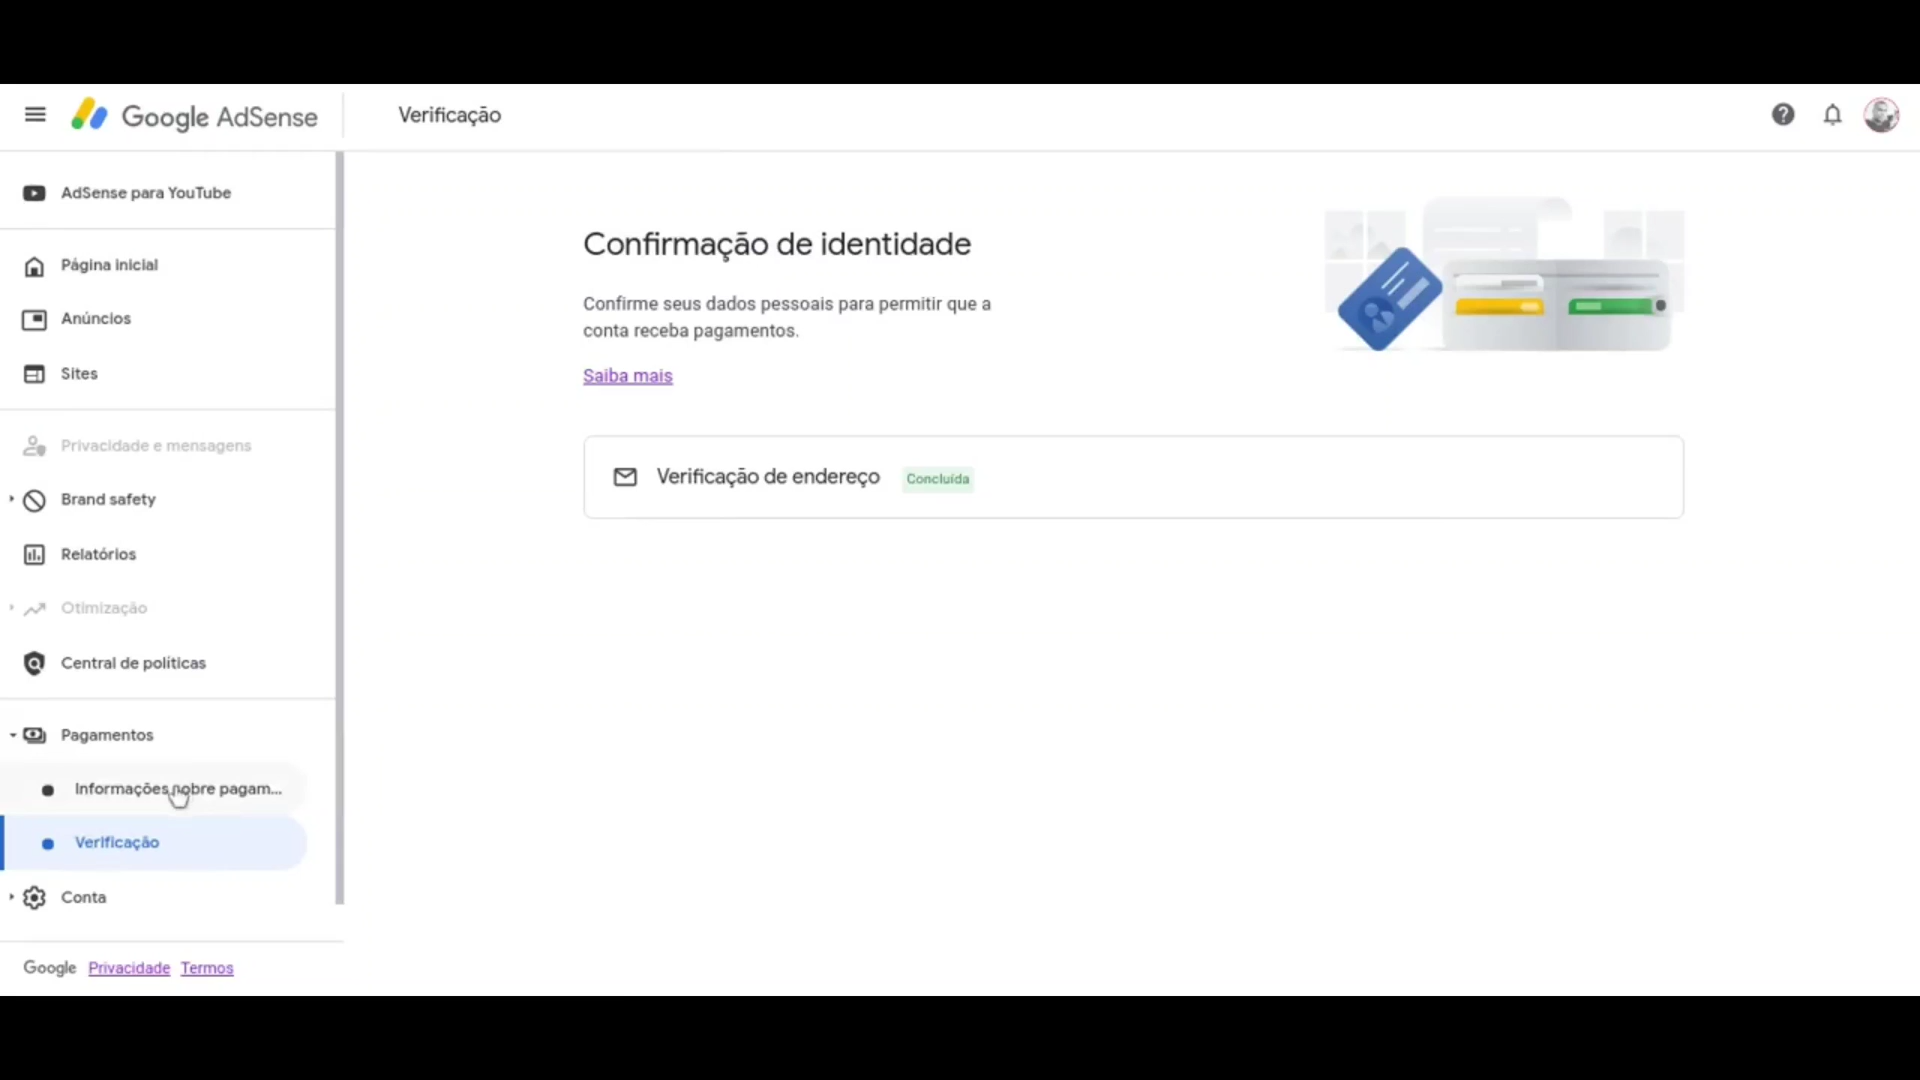 Google AdSense
Verificação
AdSense para YouTube
Página inicial
Anúncios
Sites
Privacidade e mensagens
Brand safety
Relatórios
Otimização
Central de políticas
Pagamentos
Informações sobre pagam...
Verificação
Conta
Google Privacidade Termos
Confirmação de identidade
Confirme seus dados pessoais para permitir que a
conta receba pagamentos.
Saiba mais
Verificação de endereço Concluída